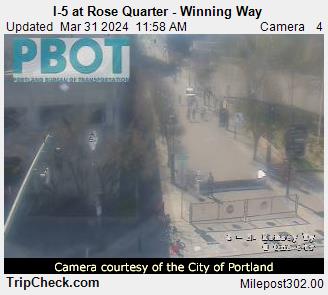 I-5 at Rose Quarter - Winning Way
Updated Mar 31 2024 11:58 AM Camera 4
PBOT
PORTLAND BUREAU OF TRANSPORTATION
Camera courtesy of the City of Portland
TripCheck.com Milepost302.00